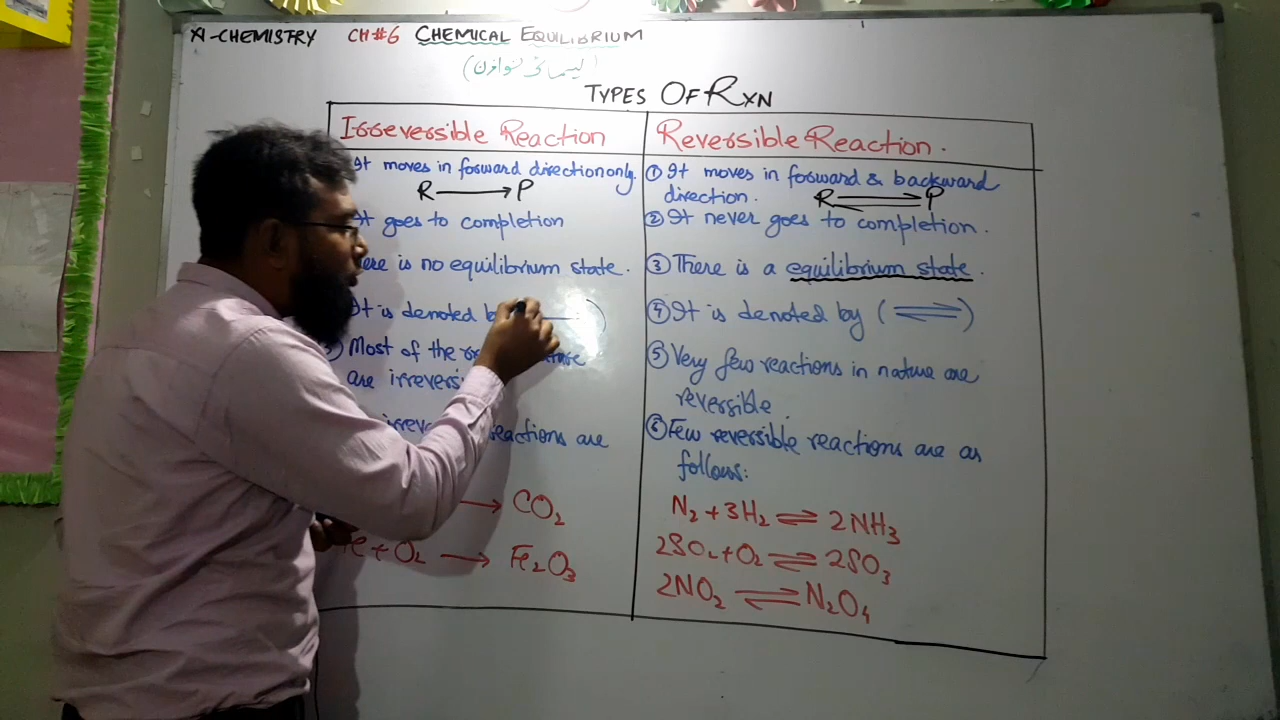 XI-CHEMISTRY CH#6 CHEMICAL EQUILIBRIUM
(کیمیائی توازن)
TYPES OF RXN
Irreversible Reaction
It moves in forward direction only.
R ⟶ P
It goes to completion
is no equilibrium state.
It is denoted by
Most of the
are
reactions are
⟶ CO₂
+ O₂ ⟶ Fe₂O₃
Reversible Reaction.
① It moves in forward & backward
direction. R ⇌ P
② It never goes to completion.
③ There is a equilibrium state.
④ It is denoted by (⇌)
⑤ Very few reactions in nature are
reversible.
⑥ Few reversible reactions are as
follows:
N₂ + 3H₂ ⇌ 2NH₃
2SO₂ + O₂ ⇌ 2SO₃
2NO₂ ⇌ N₂O₄